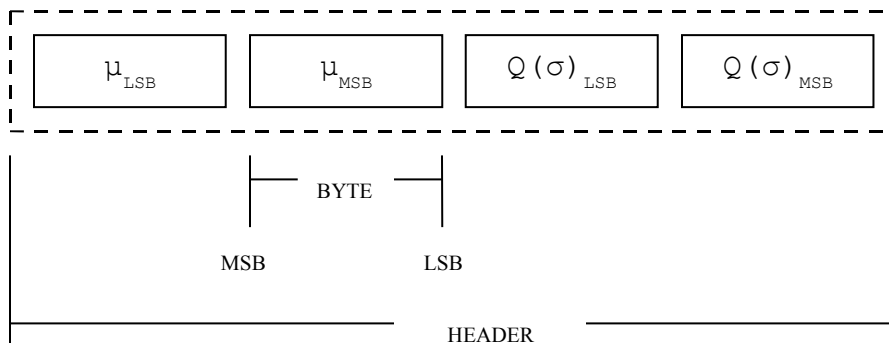 μLSB μMSB Q(σ)LSB Q(σ)MSB
BYTE
MSB LSB
HEADER